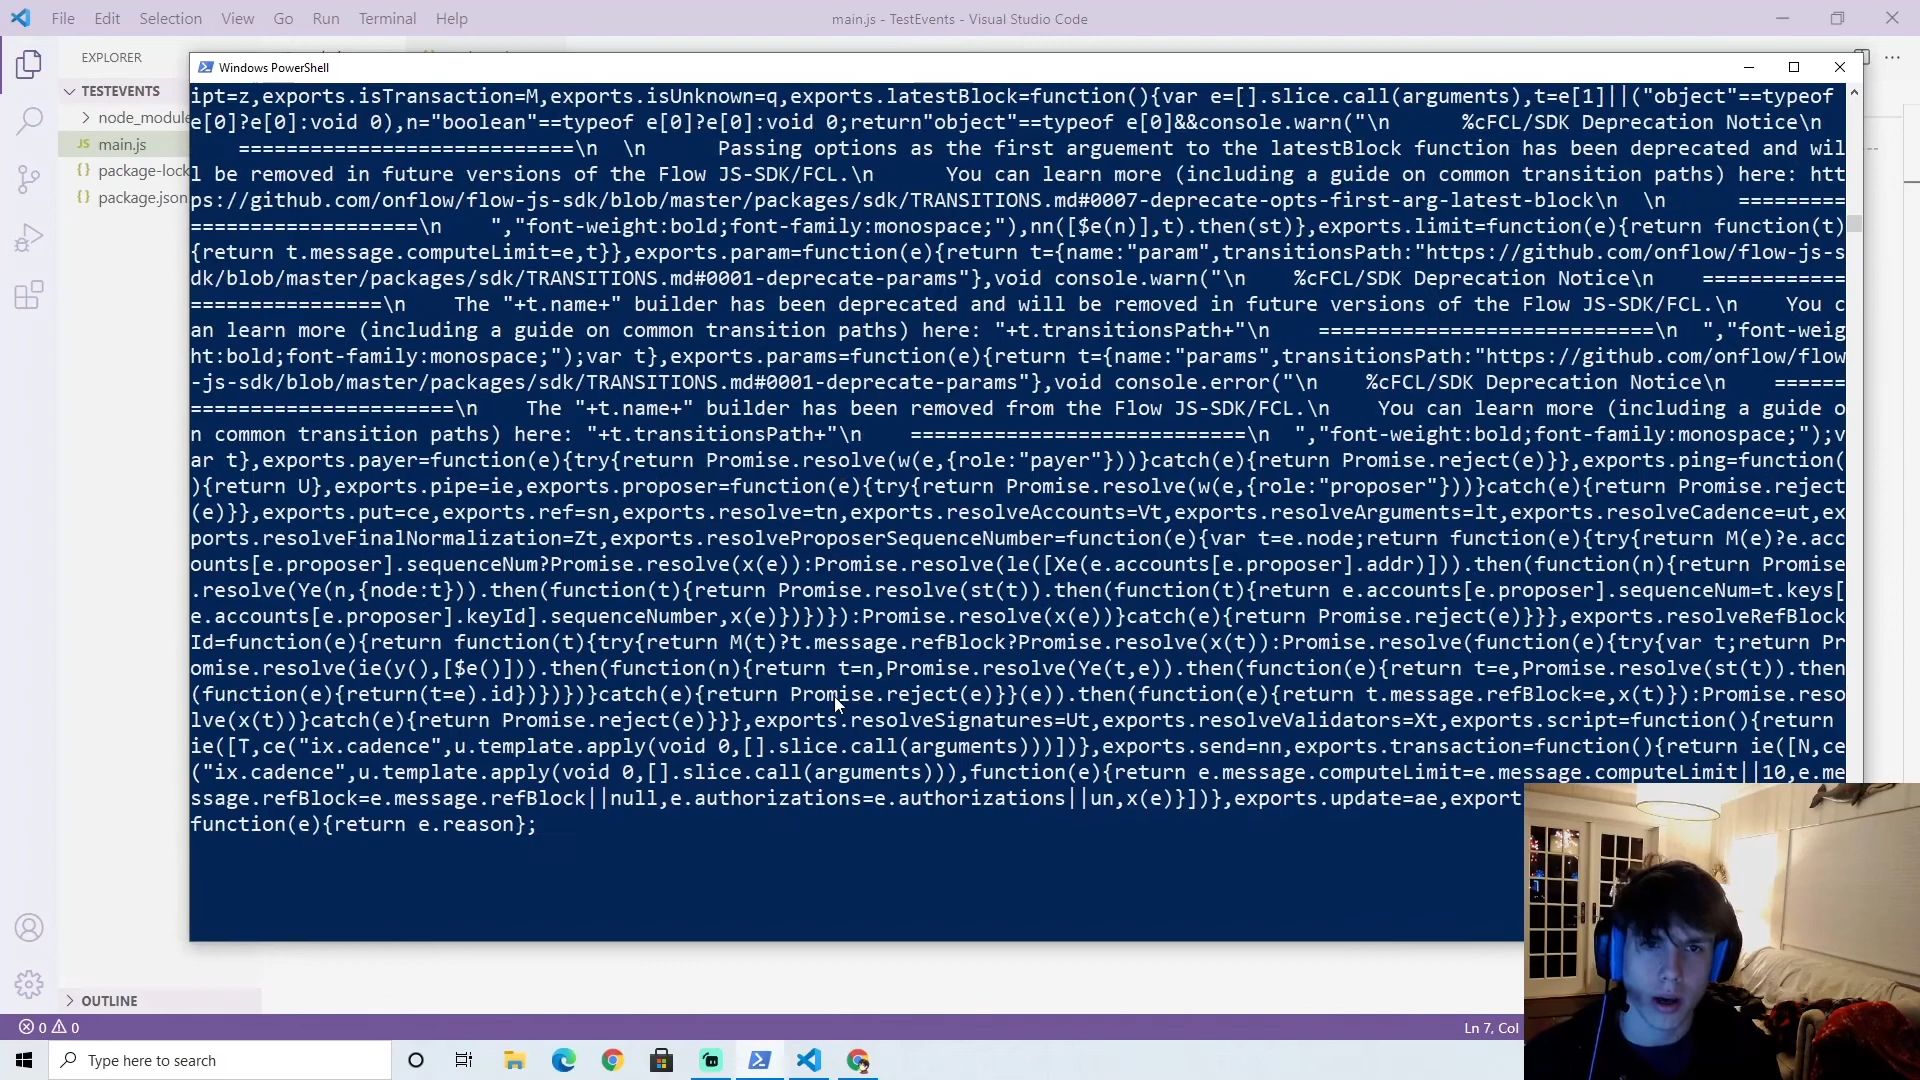 File Edit Selection View Go Run Terminal Help
main.js - TestEvents - Visual Studio Code
EXPLORER
TESTEVENTS
node_module
JS main.js
{} package-lock
{} package.json
Windows PowerShell
ipt=z,exports.isTransaction=M,exports.isUnknown=q,exports.latestBlock=function(){var e=[].slice.call(arguments),t=e[1]||("object"==typeof
e[0]?e[0]:void 0),n="boolean"==typeof e[0]?e[0]:void 0;return"object"==typeof e[0]&&console.warn("\n      %cFCL/SDK Deprecation Notice\n
    ============================\n  \n      Passing options as the first arguement to the latestBlock function has been deprecated and wil
l be removed in future versions of the Flow JS-SDK/FCL.\n      You can learn more (including a guide on common transition paths) here: htt
ps://github.com/onflow/flow-js-sdk/blob/master/packages/sdk/TRANSITIONS.md#0007-deprecate-opts-first-arg-latest-block\n  \n      =========
===================\n    ","font-weight:bold;font-family:monospace;"),nn([$e(n)],t).then(st)},exports.limit=function(e){return function(t)
{return t.message.computeLimit=e,t}},exports.param=function(e){return t={name:"param",transitionsPath:"https://github.com/onflow/flow-js-s
dk/blob/master/packages/sdk/TRANSITIONS.md#0001-deprecate-params"},void console.warn("\n    %cFCL/SDK Deprecation Notice\n    ============
================\n      The "+t.name+" builder has been deprecated and will be removed in future versions of the Flow JS-SDK/FCL.\n    You c
an learn more (including a guide on common transition paths) here: "+t.transitionsPath+"\n    ============================\n  ","font-weig
ht:bold;font-family:monospace;");var t},exports.params=function(e){return t={name:"params",transitionsPath:"https://github.com/onflow/flow
-js-sdk/blob/master/packages/sdk/TRANSITIONS.md#0001-deprecate-params"},void console.error("\n    %cFCL/SDK Deprecation Notice\n    ======
======================\n    The "+t.name+" builder has been removed from the Flow JS-SDK/FCL.\n    You can learn more (including a guide o
n common transition paths) here: "+t.transitionsPath+"\n    ============================\n  ","font-weight:bold;font-family:monospace;");v
ar t},exports.payer=function(e){try{return Promise.resolve(w(e,{role:"payer"}))}catch(e){return Promise.reject(e)}},exports.ping=function(
){return U},exports.pipe=ie,exports.proposer=function(e){try{return Promise.resolve(w(e,{role:"proposer"}))}catch(e){return Promise.reject
(e)}},exports.put=ce,exports.ref=sn,exports.resolve=tn,exports.resolveAccounts=Vt,exports.resolveArguments=lt,exports.resolveCadence=ut,ex
ports.resolveFinalNormalization=Zt,exports.resolveProposerSequenceNumber=function(e){var t=e.node;return function(e){try{return M(e)?e.acc
ounts[e.proposer].sequenceNum?Promise.resolve(x(e)):Promise.resolve(le([Xe(e.accounts[e.proposer].addr)])).then(function(n){return Promise
.resolve(Ye(n,{node:t})).then(function(t){return Promise.resolve(st(t)).then(function(t){return e.accounts[e.proposer].sequenceNum=t.keys[
e.accounts[e.proposer].keyId].sequenceNumber,x(e)})})}):Promise.resolve(x(e))}catch(e){return Promise.reject(e)}}},exports.resolveRefBlock
Id=function(e){return function(t){try{return M(t)?t.message.refBlock?Promise.resolve(x(t)):Promise.resolve(function(e){try{var t;return Pr
omise.resolve(ie(y(),[$e()])).then(function(n){return t=n,Promise.resolve(Ye(t,e)).then(function(e){return t=e,Promise.resolve(st(t)).then
(function(e){return(t=e).id})})})}catch(e){return Promise.reject(e)}}(e)).then(function(e){return t.message.refBlock=e,x(t)}):Promise.reso
lve(x(t))}catch(e){return Promise.reject(e)}}},exports.resolveSignatures=Ut,exports.resolveValidators=Xt,exports.script=function(){return
ie([T,ce("ix.cadence",u.template.apply(void 0,[].slice.call(arguments)))])},exports.send=nn,exports.transaction=function(){return ie([N,ce
("ix.cadence",u.template.apply(void 0,[].slice.call(arguments))),function(e){return e.message.computeLimit=e.message.computeLimit||10,e.me
ssage.refBlock=e.message.refBlock||null,e.authorizations=e.authorizations||un,x(e)}])},exports.update=ae,export
function(e){return e.reason};
OUTLINE
0 0
Ln 7, Col
Type here to search